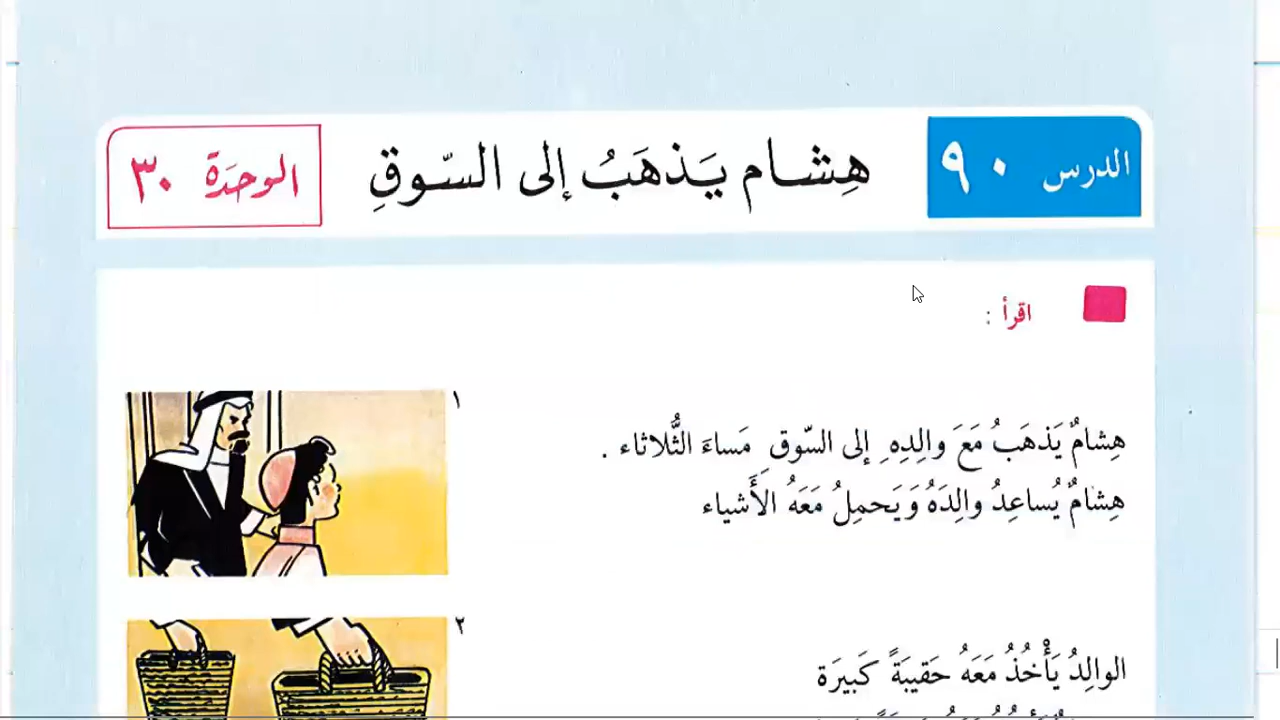 الدرس ٩٠
هِشام يَذهَبُ إلى السّوقِ
الوحدَة ٣٠
اقرأ :
١
هِشامٌ يَذهَبُ مَعَ والِدِهِ إلى السّوقِ مَساءَ الثُّلاثاء .
هِشامٌ يُساعِدُ والِدَهُ وَيَحمِلُ مَعَهُ الأَشياء
٢
الوالِدُ يَأْخُذُ مَعَهُ حَقيبَةً كَبيرَة